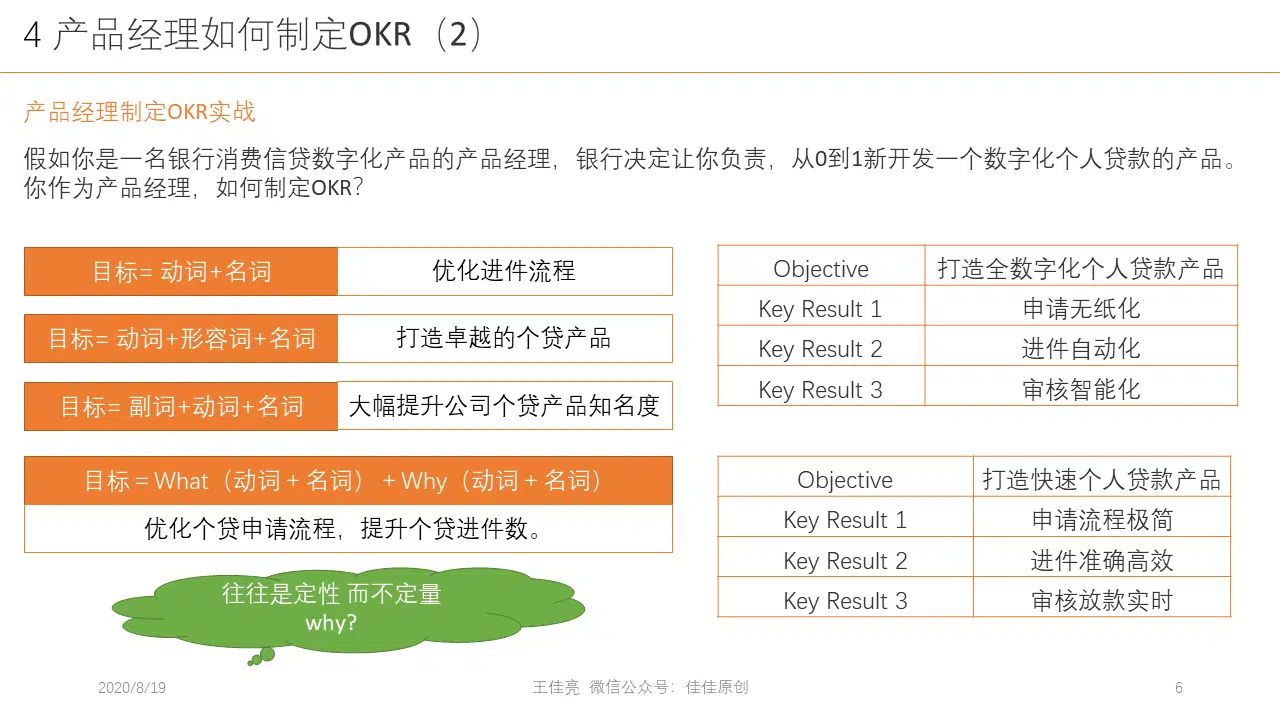 4 产品经理如何制定OKR（2）
产品经理制定OKR实战
假如你是一名银行消费信贷数字化产品的产品经理，银行决定让你负责，从0到1新开发一个数字化个人贷款的产品。
你作为产品经理，如何制定OKR？
目标= 动词+名词
优化进件流程
目标= 动词+形容词+名词
打造卓越的个贷产品
目标= 副词+动词+名词
大幅提升公司个贷产品知名度
目标＝What（动词＋名词）＋Why（动词＋名词）
优化个贷申请流程，提升个贷进件数。
往往是定性 而不定量
why?
Objective 打造全数字化个人贷款产品
Key Result 1 申请无纸化
Key Result 2 进件自动化
Key Result 3 审核智能化
Objective 打造快速个人贷款产品
Key Result 1 申请流程极简
Key Result 2 进件准确高效
Key Result 3 审核放款实时
2020/8/19
王佳亮 微信公众号：佳佳原创
6